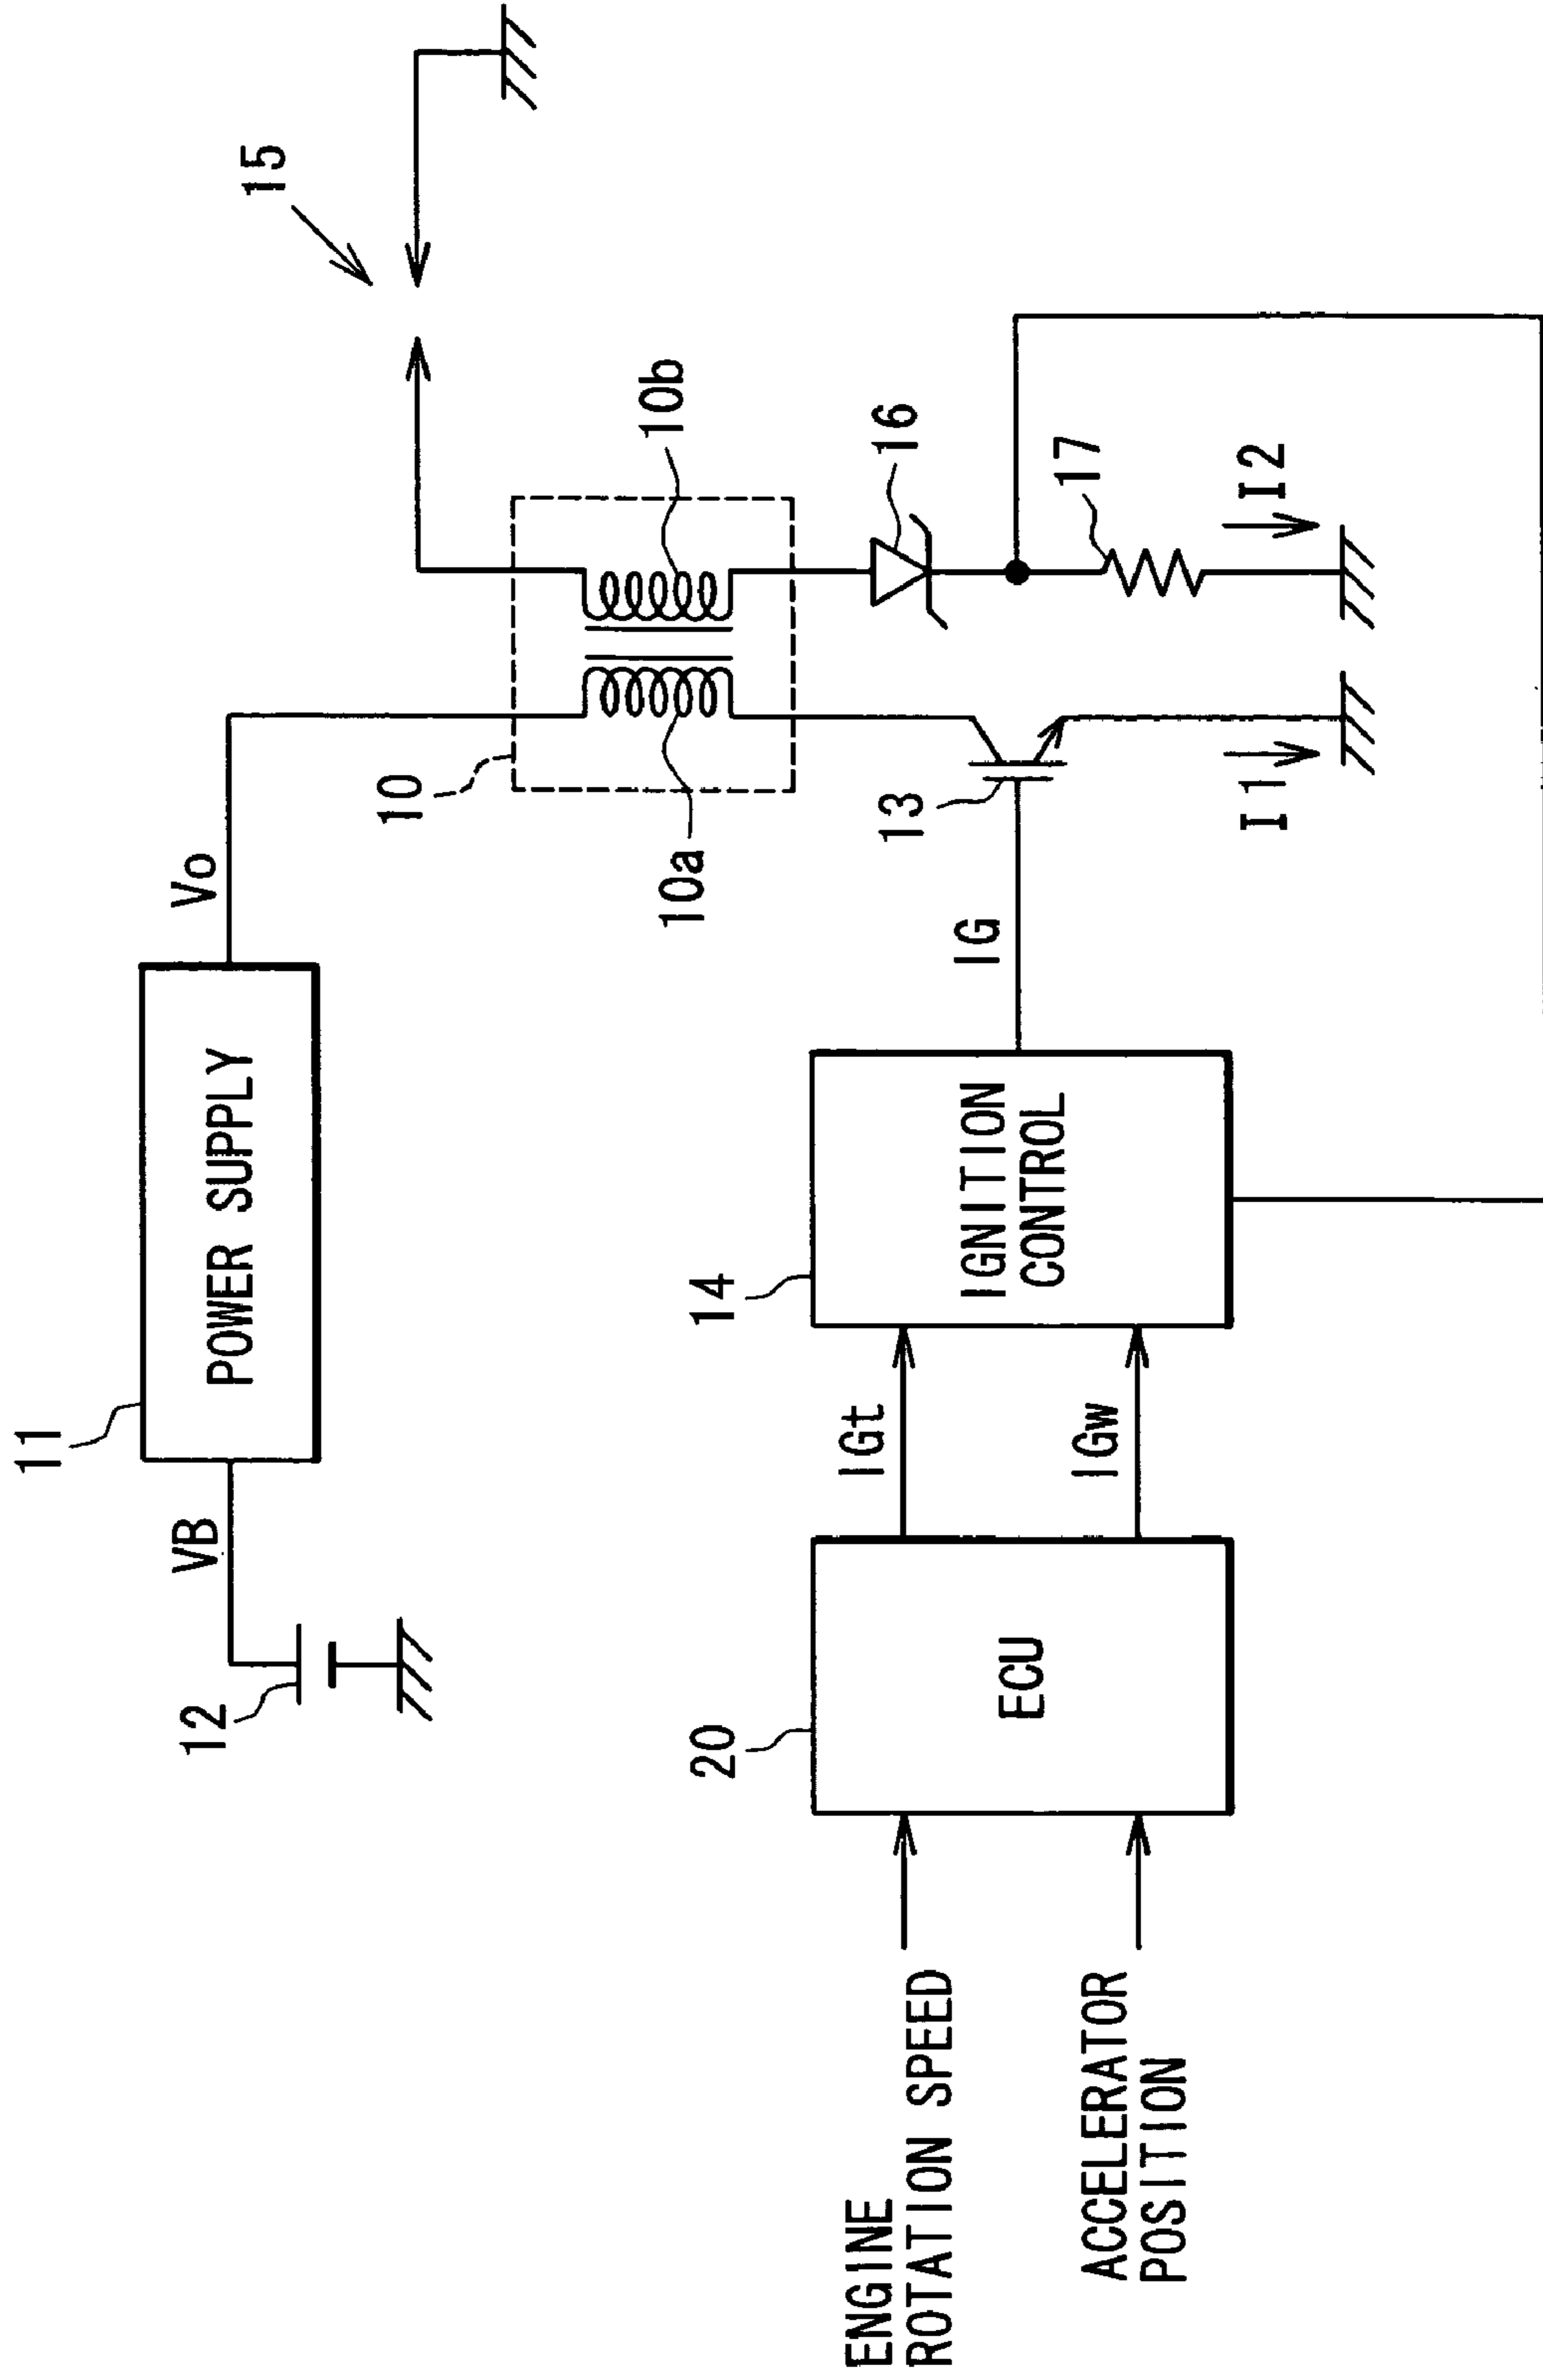 11
VB
POWER SUPPLY
Vo
12
15
10
10a
10b
16
17
13
IG
I1
I2
14
IGNITION
CONTROL
IGt
IGw
20
ECU
ENGINE
ROTATION SPEED
ACCELERATOR
POSITION